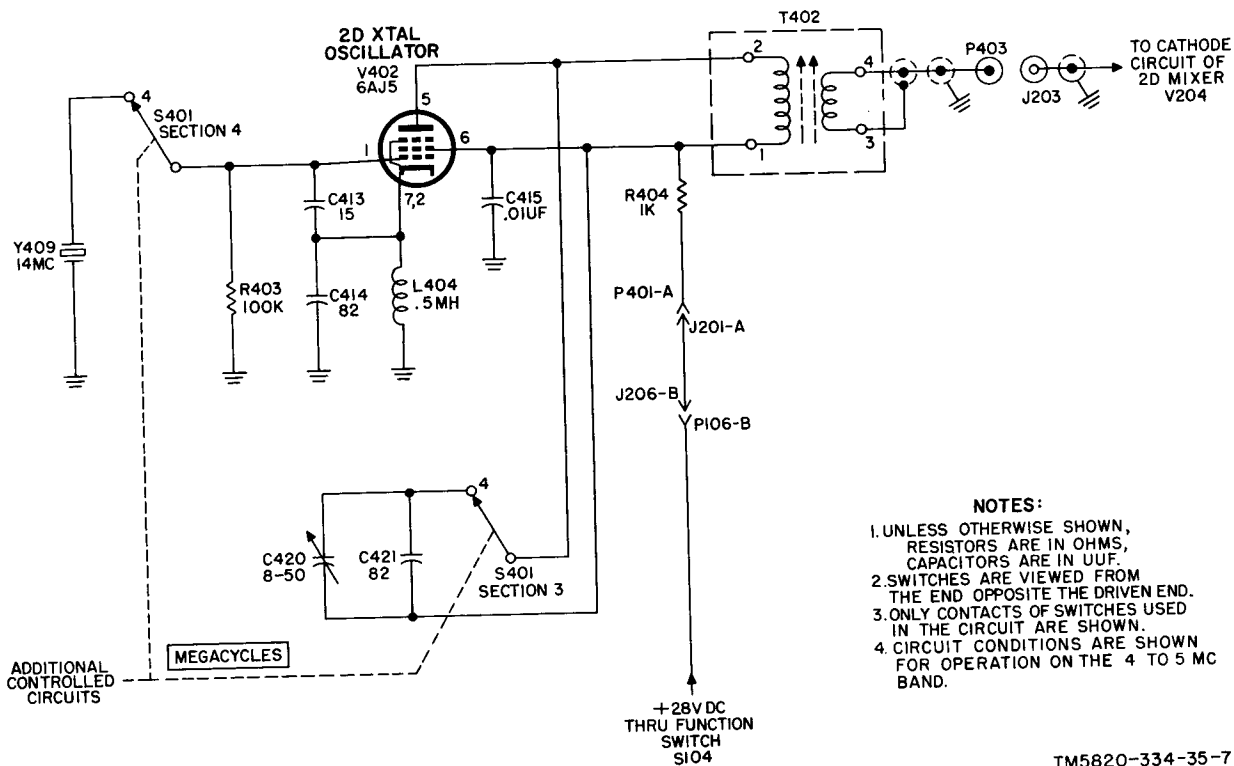 T402
2D XTAL
OSCILLATOR
V402
6AJ5
2
4
P403
TO CATHODE
CIRCUIT OF
2D MIXER
V204
J203
4
S401
SECTION 4
5
6
1
1
3
7,2
C413
15
C415
.01UF
R404
1K
Y409
14MC
R403
100K
C414
82
L404
.5MH
P401-A
J201-A
J206-B
P106-B
4
C420
8-50
C421
82
S401
SECTION 3
MEGACYCLES
ADDITIONAL
CONTROLLED
CIRCUITS
+28V DC
THRU FUNCTION
SWITCH
S104
NOTES:
1. UNLESS OTHERWISE SHOWN,
RESISTORS ARE IN OHMS,
CAPACITORS ARE IN UUF.
2. SWITCHES ARE VIEWED FROM
THE END OPPOSITE THE DRIVEN END.
3. ONLY CONTACTS OF SWITCHES USED
IN THE CIRCUIT ARE SHOWN.
4. CIRCUIT CONDITIONS ARE SHOWN
FOR OPERATION ON THE 4 TO 5 MC
BAND.
TM5820-334-35-7